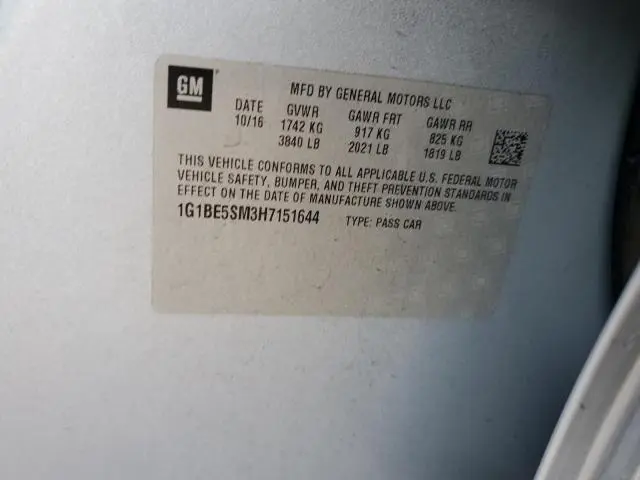 GM
MFD BY GENERAL MOTORS LLC
DATE GVWR GAWR FRT GAWR RR
10/16 1742 KG 917 KG 825 KG
3840 LB 2021 LB 1819 LB
THIS VEHICLE CONFORMS TO ALL APPLICABLE U.S. FEDERAL MOTOR
VEHICLE SAFETY, BUMPER, AND THEFT PREVENTION STANDARDS IN
EFFECT ON THE DATE OF MANUFACTURE SHOWN ABOVE.
1G1BE5SM3H7151644 TYPE: PASS CAR